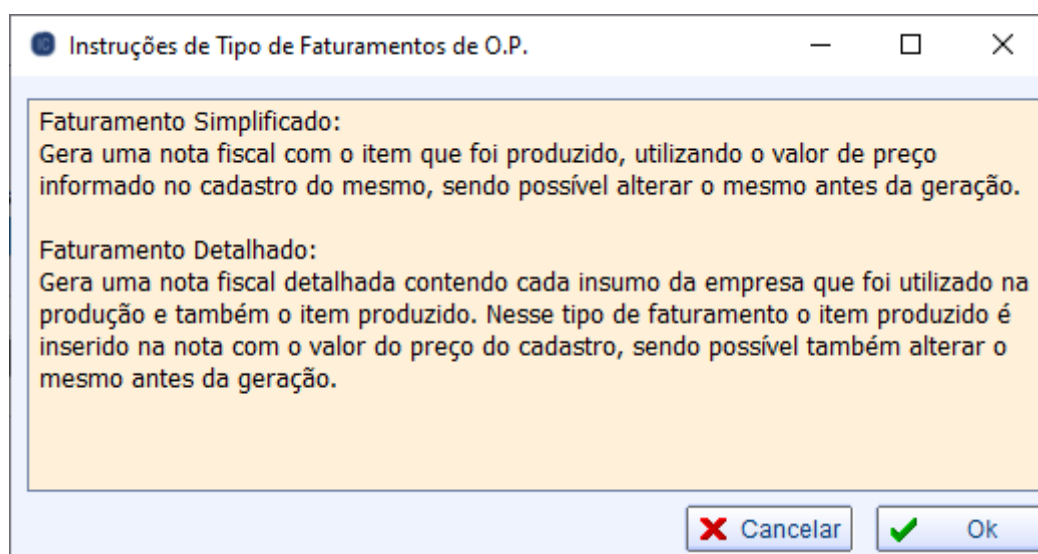 Instruções de Tipo de Faturamentos de O.P.
Faturamento Simplificado:
Gera uma nota fiscal com o item que foi produzido, utilizando o valor de preço
informado no cadastro do mesmo, sendo possível alterar o mesmo antes da geração.
Faturamento Detalhado:
Gera uma nota fiscal detalhada contendo cada insumo da empresa que foi utilizado na
produção e também o item produzido. Nesse tipo de faturamento o item produzido é
inserido na nota com o valor do preço do cadastro, sendo possível também alterar o
mesmo antes da geração.
Cancelar Ok